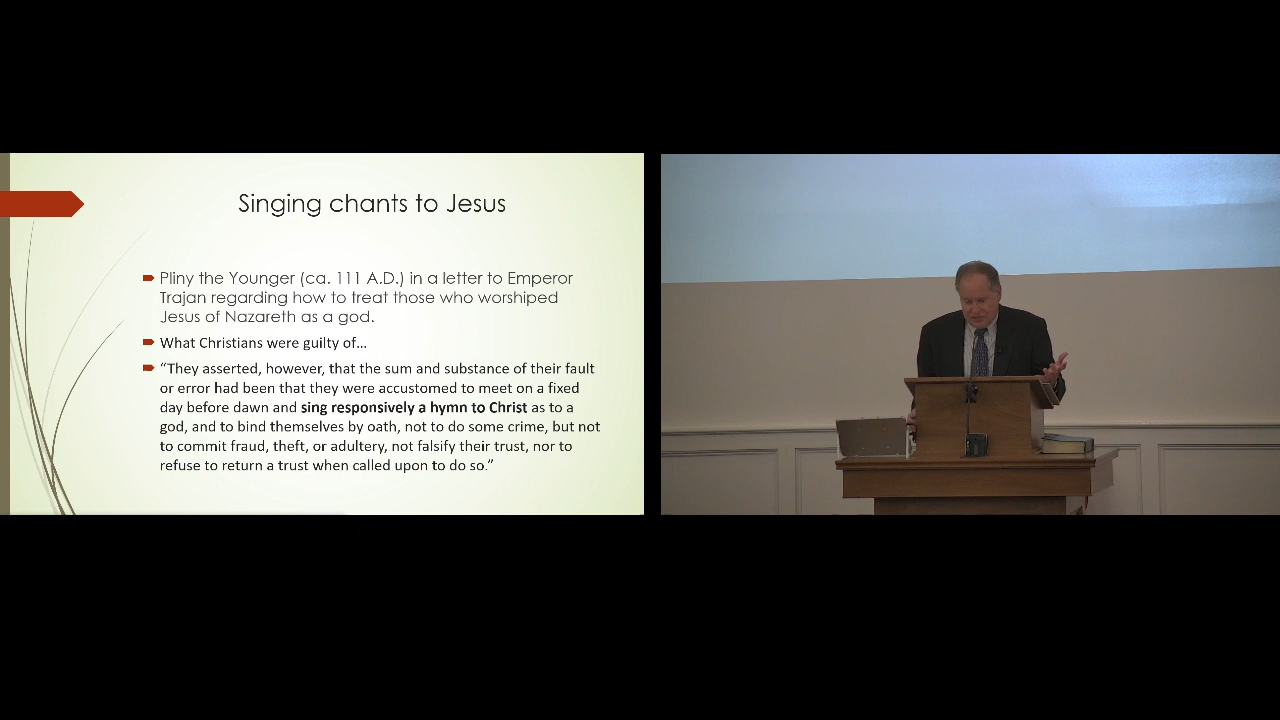 Singing chants to Jesus
Pliny the Younger (ca. 111 A.D.) in a letter to Emperor
Trajan regarding how to treat those who worshiped
Jesus of Nazareth as a god.
What Christians were guilty of…
“They asserted, however, that the sum and substance of their fault
or error had been that they were accustomed to meet on a fixed
day before dawn and sing responsively a hymn to Christ as to a
god, and to bind themselves by oath, not to do some crime, but not
to commit fraud, theft, or adultery, not falsify their trust, nor to
refuse to return a trust when called upon to do so.”